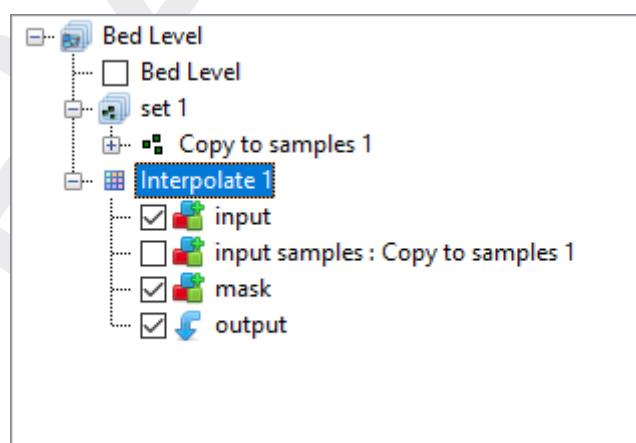 Bed Level
Bed Level
set 1
Copy to samples 1
Interpolate 1
input
input samples : Copy to samples 1
mask
output